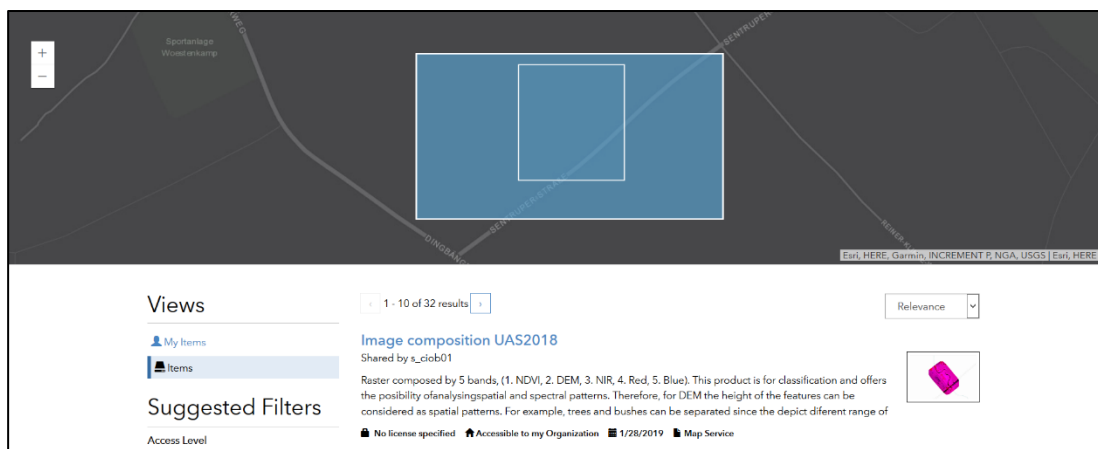 WEG
Sportanlage
Woestenkamp
SENTRUPER
+
−
SENTRUPER-STRAßE
DINGBANG
Esri, HERE, Garmin, INCREMENT P, NGA, USGS | Esri, HERE
Views
‹ 1 - 10 of 32 results ›
Relevance
My Items
Items
Image composition UAS2018
Shared by s_ciob01
Raster composed by 5 bands, (1. NDVI, 2. DEM, 3. NIR, 4. Red, 5. Blue). This product is for classification and offers
the posibility ofanalysingspatial and spectral patterns. Therefore, for DEM the height of the features can be
considered as spatial patterns. For example, trees and bushes can be separated since the depict diferent range of
No license specified Accessible to my Organization 1/28/2019 Map Service
Suggested Filters
Access Level